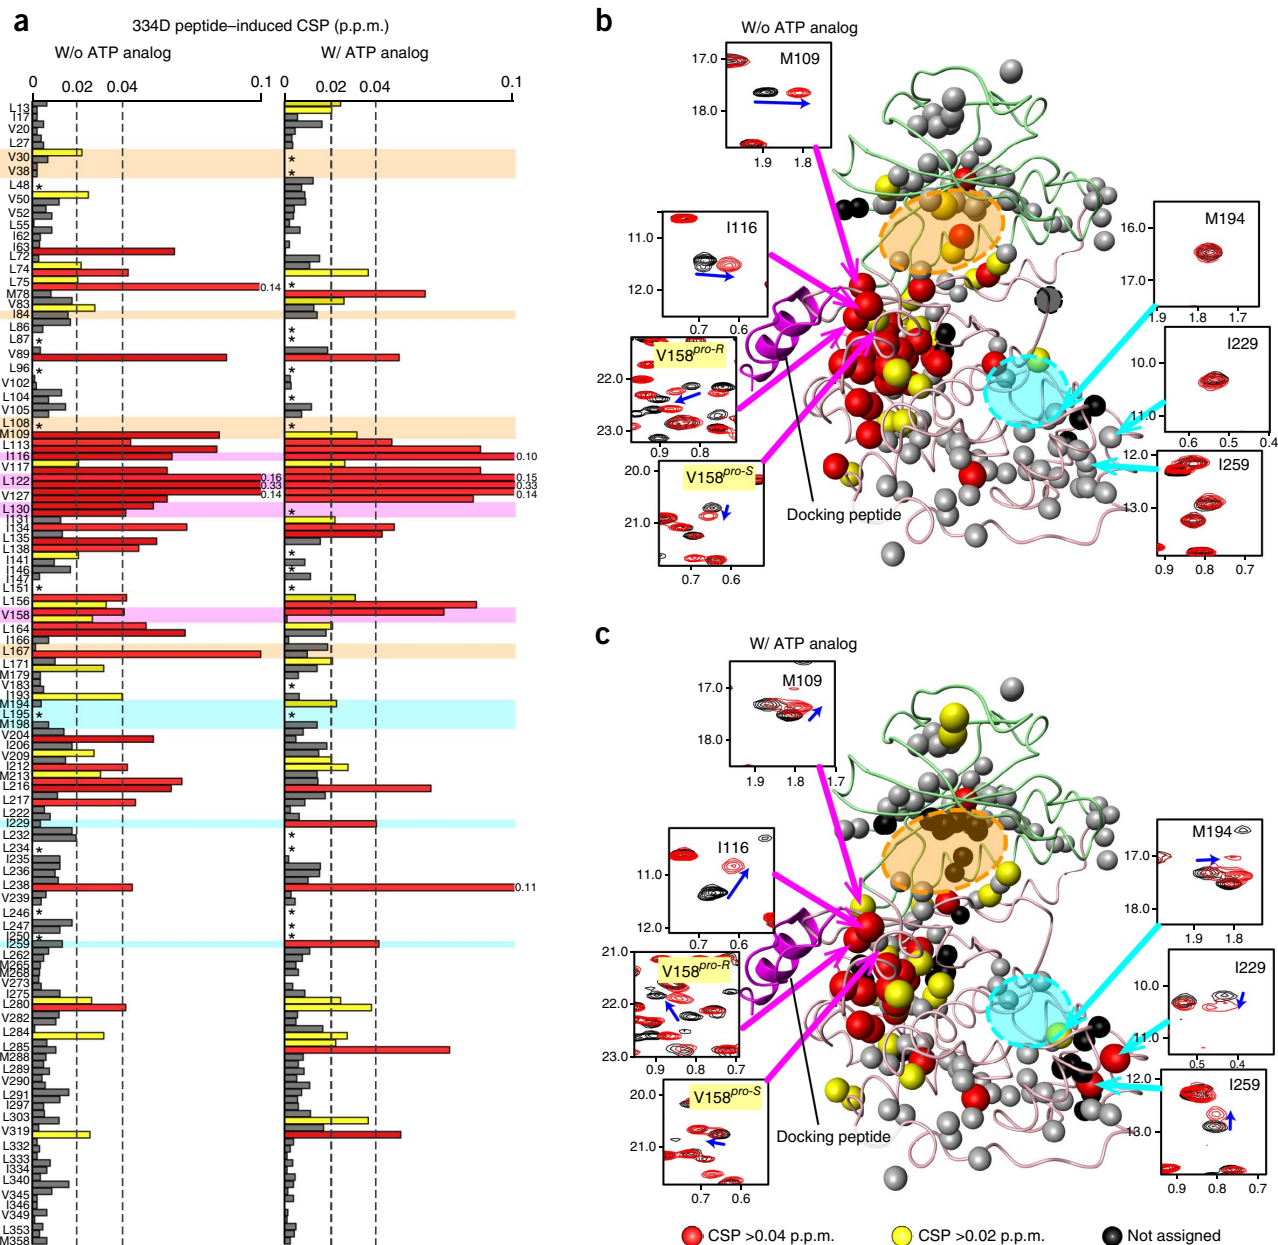 a
334D peptide–induced CSP (p.p.m.)
W/o ATP analog
W/ ATP analog
0 0.02 0.04 0.1
0 0.02 0.04 0.1
L13
I17
V20
L27
V30
V38
L48
V50
V52
L55
I62
I63
L72
L74
L75
0.14
M78
V83
I84
L86
L87
V89
L96
V102
L104
V105
L108
M109
L113
I116
0.10
V117
L122
0.16
0.15
0.33
0.33
V127
0.14
0.14
L130
I131
I134
L135
L138
I141
I146
I147
L151
L156
V158
L164
I166
L167
L171
M179
V183
I193
M194
L195
M198
V204
I206
V209
I212
M213
L216
L217
L222
I229
L232
L234
L235
L236
L238
0.11
V239
L246
L247
I250
I259
L262
M265
M268
V273
I275
L280
V282
L284
L285
M288
L289
V290
L291
I297
L303
V319
L332
L333
I334
L340
V345
I346
V349
L353
M358
b
W/o ATP analog
M109
17.0
18.0
1.9 1.8
I116
11.0
12.0
0.7 0.6
V158pro-R
22.0
23.0
0.9 0.8 0.7
V158pro-S
20.0
21.0
0.7 0.6
Docking peptide
M194
16.0
17.0
1.9 1.8 1.7
I229
10.0
11.0
0.6 0.5 0.4
I259
12.0
13.0
0.9 0.8 0.7
c
W/ ATP analog
M109
17.0
18.0
1.9 1.8 1.7
I116
11.0
12.0
0.7 0.6
V158pro-R
21.0
22.0
23.0
0.9 0.8 0.7
V158pro-S
20.0
21.0
0.7 0.6
Docking peptide
M194
17.0
18.0
1.9 1.8
I229
10.0
11.0
0.5 0.4
I259
12.0
13.0
0.9 0.8 0.7
CSP >0.04 p.p.m.
CSP >0.02 p.p.m.
Not assigned